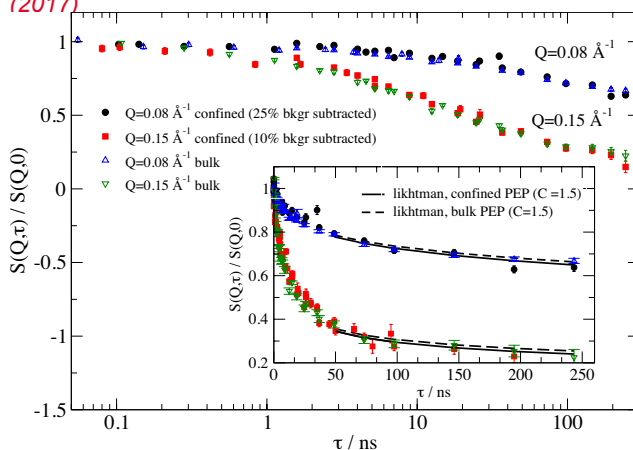 (2017)
1
0.5
0
-0.5
-1
-1.5
S(Q,τ) / S(Q,0)
0.1
1
10
100
τ / ns
Q=0.08 Å⁻¹
Q=0.15 Å⁻¹
Q=0.08 Å⁻¹ confined (25% bkgr subtracted)
Q=0.15 Å⁻¹ confined (10% bkgr subtracted)
Q=0.08 Å⁻¹ bulk
Q=0.15 Å⁻¹ bulk
likhtman, confined PEP (C =1.5)
likhtman, bulk PEP (C=1.5)
1
0.8
0.6
0.4
0.2
S(Q,τ) / S(Q,0)
0
50
100
150
200
250
τ / ns